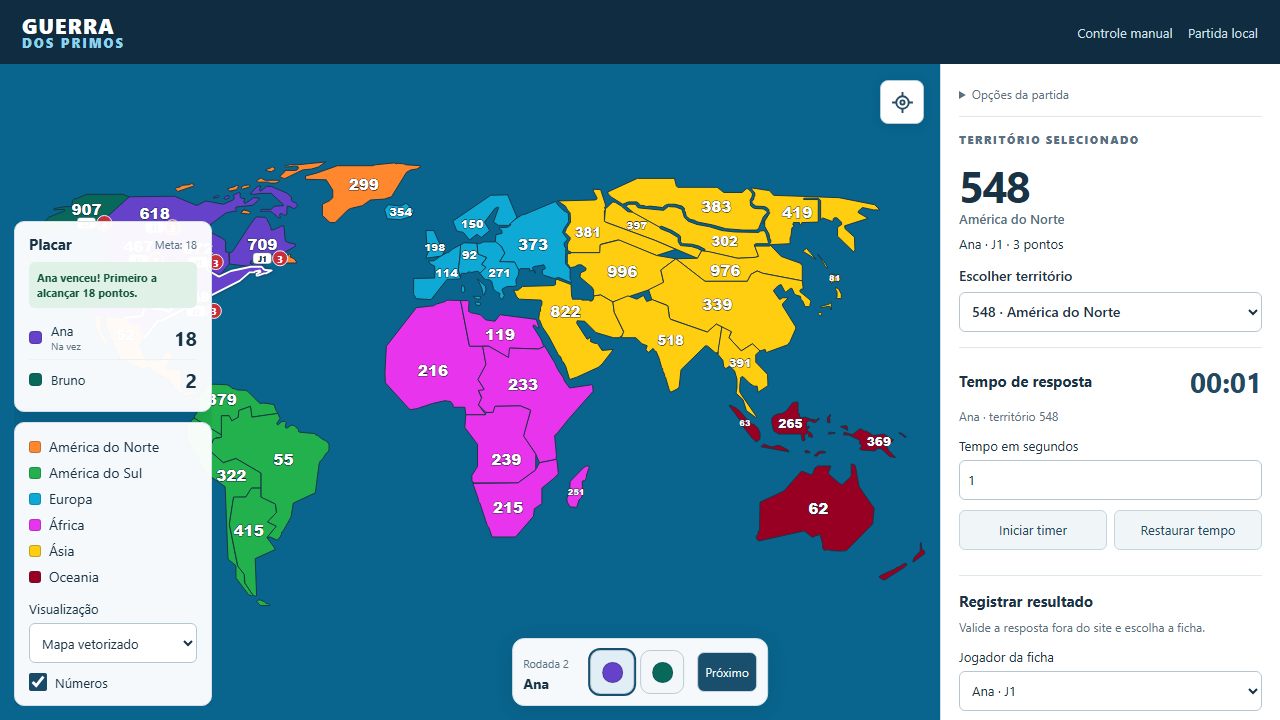 GUERRA
DOS PRIMOS
Controle manual
Partida local
Opções da partida
TERRITÓRIO SELECIONADO
548
América do Norte
Ana · J1 · 3 pontos
Escolher território
548 · América do Norte
Tempo de resposta
00:01
Ana · território 548
Tempo em segundos
1
Iniciar timer
Restaurar tempo
Registrar resultado
Valide a resposta fora do site e escolha a ficha.
Jogador da ficha
Ana · J1
299
907
618
354
709
J1
3
3
3
150
198
92
373
114
271
381
397
383
419
302
996
976
339
822
518
391
84
119
216
233
239
215
251
63
265
369
62
379
55
322
415
52
Placar
Meta: 18
Ana venceu! Primeiro a
alcançar 18 pontos.
Ana
Na vez
18
Bruno
2
América do Norte
América do Sul
Europa
África
Ásia
Oceania
Visualização
Mapa vetorizado
Números
Rodada 2
Ana
Próximo